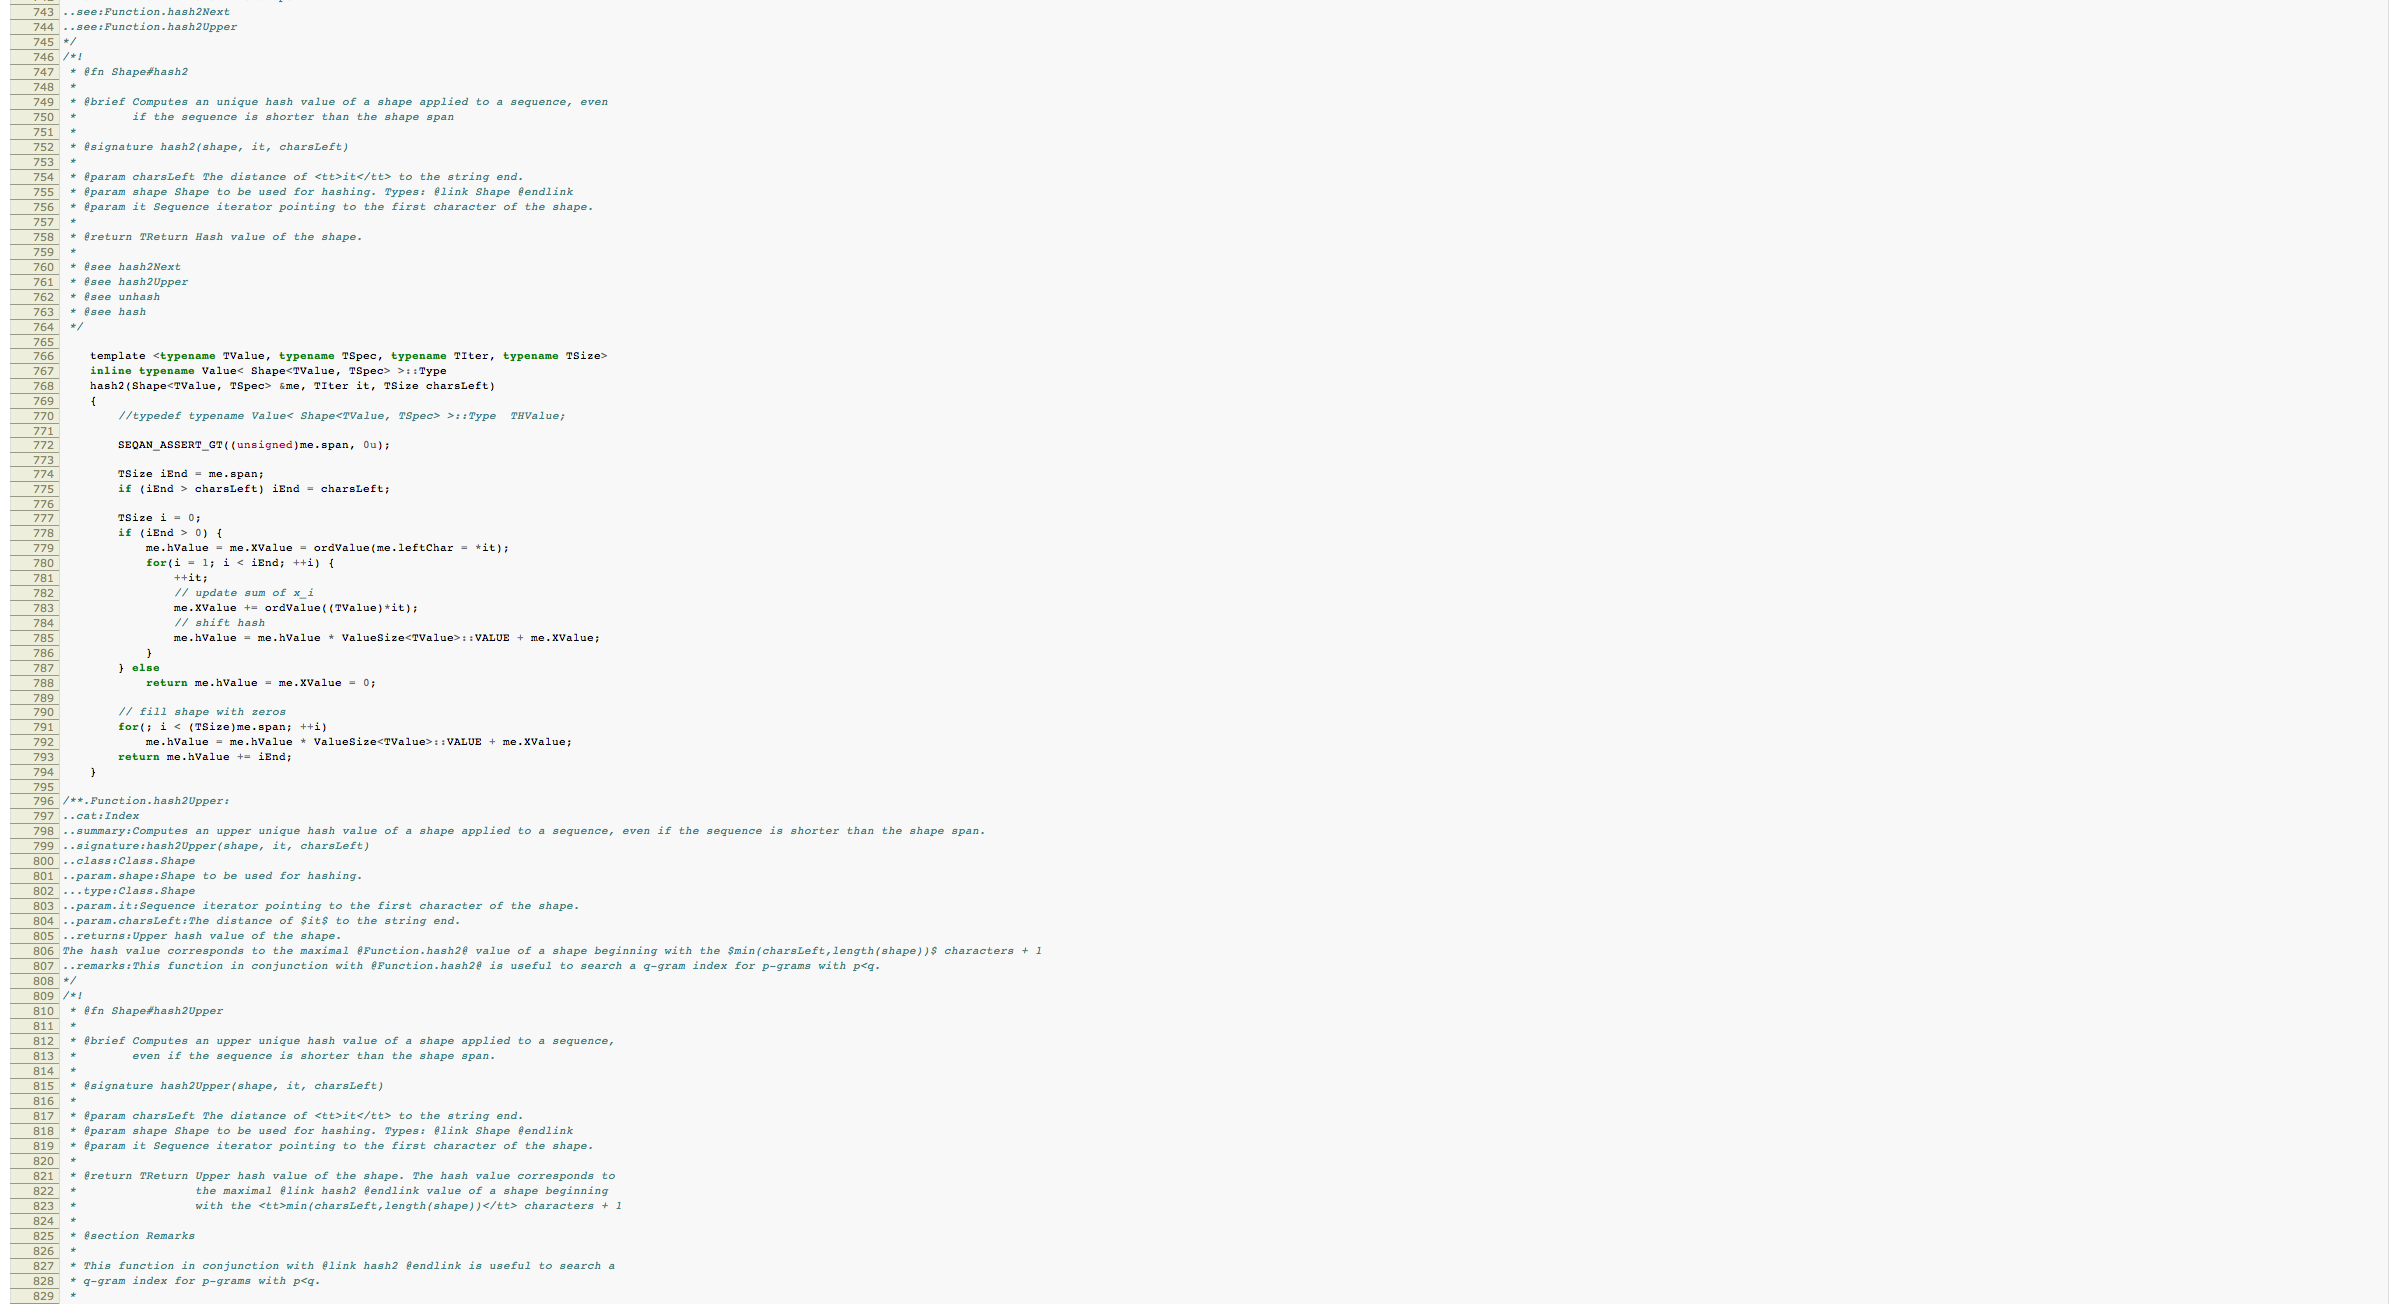 743 ..see:Function.hash2Next
744 ..see:Function.hash2Upper
745 */
746 /*!
747  * @fn Shape#hash2
748  *
749  * @brief Computes an unique hash value of a shape applied to a sequence, even
750  *        if the sequence is shorter than the shape span
751  *
752  * @signature hash2(shape, it, charsLeft)
753  *
754  * @param charsLeft The distance of <tt>it</tt> to the string end.
755  * @param shape Shape to be used for hashing. Types: @link Shape @endlink
756  * @param it Sequence iterator pointing to the first character of the shape.
757  *
758  * @return TReturn Hash value of the shape.
759  *
760  * @see hash2Next
761  * @see hash2Upper
762  * @see unhash
763  * @see hash
764  */
765
766     template <typename TValue, typename TSpec, typename TIter, typename TSize>
767     inline typename Value< Shape<TValue, TSpec> >::Type
768     hash2(Shape<TValue, TSpec> &me, TIter it, TSize charsLeft)
769     {
770         //typedef typename Value< Shape<TValue, TSpec> >::Type  THValue;
771
772         SEQAN_ASSERT_GT((unsigned)me.span, 0u);
773
774         TSize iEnd = me.span;
775         if (iEnd > charsLeft) iEnd = charsLeft;
776
777         TSize i = 0;
778         if (iEnd > 0) {
779             me.hValue = me.XValue = ordValue(me.leftChar = *it);
780             for(i = 1; i < iEnd; ++i) {
781                 ++it;
782                 // update sum of x_i
783                 me.XValue += ordValue((TValue)*it);
784                 // shift hash
785                 me.hValue = me.hValue * ValueSize<TValue>::VALUE + me.XValue;
786             }
787         } else
788             return me.hValue = me.XValue = 0;
789
790         // fill shape with zeros
791         for(; i < (TSize)me.span; ++i)
792             me.hValue = me.hValue * ValueSize<TValue>::VALUE + me.XValue;
793         return me.hValue += iEnd;
794     }
795
796 /**.Function.hash2Upper:
797 ..cat:Index
798 ..summary:Computes an upper unique hash value of a shape applied to a sequence, even if the sequence is shorter than the shape span.
799 ..signature:hash2Upper(shape, it, charsLeft)
800 ..class:Class.Shape
801 ..param.shape:Shape to be used for hashing.
802 ...type:Class.Shape
803 ..param.it:Sequence iterator pointing to the first character of the shape.
804 ..param.charsLeft:The distance of $it$ to the string end.
805 ..returns:Upper hash value of the shape.
806 The hash value corresponds to the maximal @Function.hash2@ value of a shape beginning with the $min(charsLeft,length(shape))$ characters + 1
807 ..remarks:This function in conjunction with @Function.hash2@ is useful to search a q-gram index for p-grams with p<q.
808 */
809 /*!
810  * @fn Shape#hash2Upper
811  *
812  * @brief Computes an upper unique hash value of a shape applied to a sequence,
813  *        even if the sequence is shorter than the shape span.
814  *
815  * @signature hash2Upper(shape, it, charsLeft)
816  *
817  * @param charsLeft The distance of <tt>it</tt> to the string end.
818  * @param shape Shape to be used for hashing. Types: @link Shape @endlink
819  * @param it Sequence iterator pointing to the first character of the shape.
820  *
821  * @return TReturn Upper hash value of the shape. The hash value corresponds to
822  *                 the maximal @link hash2 @endlink value of a shape beginning
823  *                 with the <tt>min(charsLeft,length(shape))</tt> characters + 1
824  *
825  * @section Remarks
826  *
827  * This function in conjunction with @link hash2 @endlink is useful to search a
828  * q-gram index for p-grams with p<q.
829  *